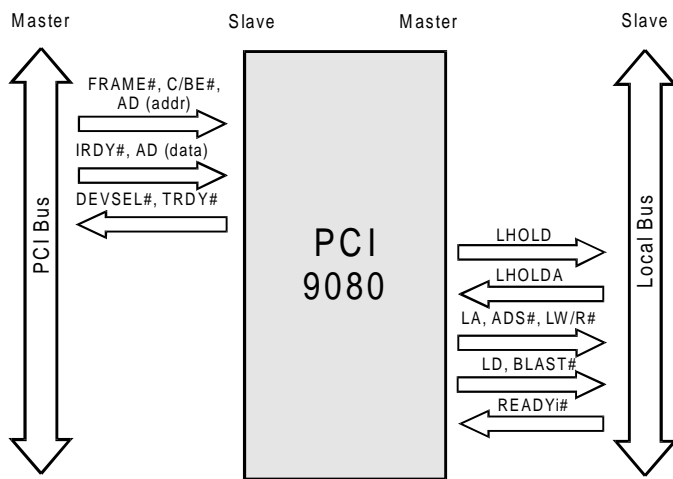 Master
Slave
Master
Slave
FRAME#, C/BE#,
AD (addr)
IRDY#, AD (data)
DEVSEL#, TRDY#
PCI Bus
PCI
9080
LHOLD
LHOLDA
LA, ADS#, LW/R#
LD, BLAST#
READYi#
Local Bus